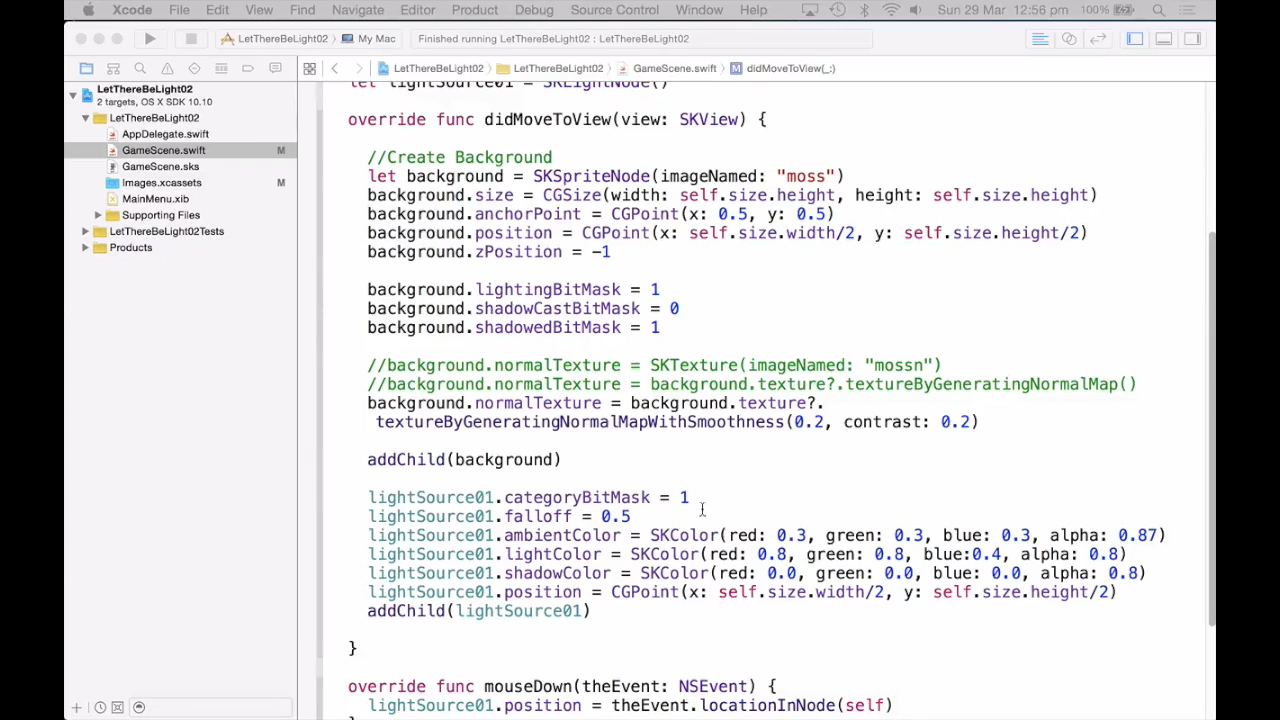 Xcode File Edit View Find Navigate Editor Product Debug Source Control Window Help Sun 29 Mar 12:56 pm 100%
LetThereBeLight02 My Mac Finished running LetThereBeLight02 : LetThereBeLight02
LetThereBeLight02 LetThereBeLight02 GameScene.swift M didMoveToView(_:)
LetThereBeLight02
2 targets, OS X SDK 10.10
LetThereBeLight02
AppDelegate.swift
GameScene.swift M
GameScene.sks
Images.xcassets M
MainMenu.xib
Supporting Files
LetThereBeLight02Tests
Products
let lightSource01 = SKLightNode()
override func didMoveToView(view: SKView) {
//Create Background
let background = SKSpriteNode(imageNamed: "moss")
background.size = CGSize(width: self.size.height, height: self.size.height)
background.anchorPoint = CGPoint(x: 0.5, y: 0.5)
background.position = CGPoint(x: self.size.width/2, y: self.size.height/2)
background.zPosition = -1
background.lightingBitMask = 1
background.shadowCastBitMask = 0
background.shadowedBitMask = 1
//background.normalTexture = SKTexture(imageNamed: "mossn")
//background.normalTexture = background.texture?.textureByGeneratingNormalMap()
background.normalTexture = background.texture?.
textureByGeneratingNormalMapWithSmoothness(0.2, contrast: 0.2)
addChild(background)
lightSource01.categoryBitMask = 1
lightSource01.falloff = 0.5
lightSource01.ambientColor = SKColor(red: 0.3, green: 0.3, blue: 0.3, alpha: 0.87)
lightSource01.lightColor = SKColor(red: 0.8, green: 0.8, blue:0.4, alpha: 0.8)
lightSource01.shadowColor = SKColor(red: 0.0, green: 0.0, blue: 0.0, alpha: 0.8)
lightSource01.position = CGPoint(x: self.size.width/2, y: self.size.height/2)
addChild(lightSource01)
}
override func mouseDown(theEvent: NSEvent) {
lightSource01.position = theEvent.locationInNode(self)